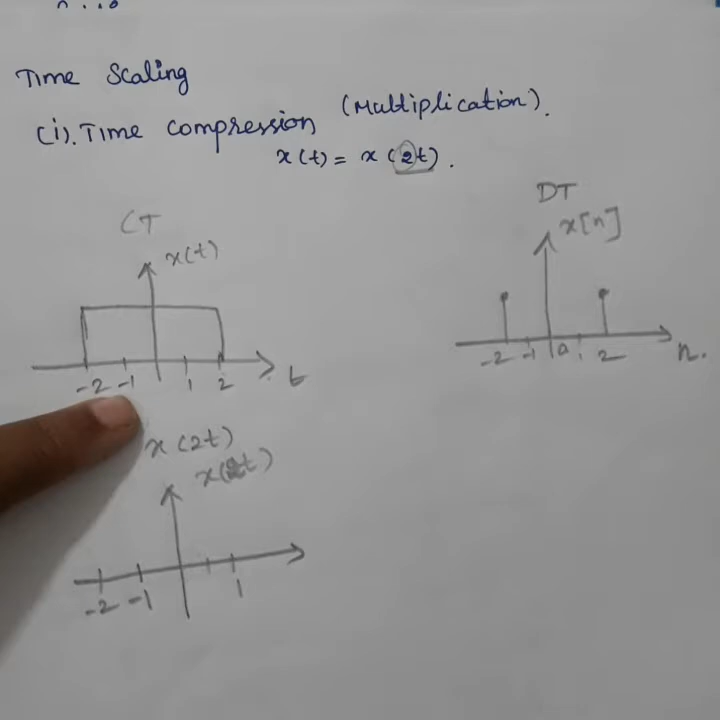 Time Scaling
(i). Time compression (Multiplication).
x(t) = x(2t).
CT
x(t)
-2 -1 1 2 t
DT
x[n]
-2 -1 0 1 2 n.
x(2t)
x(2t)
-2 -1 1